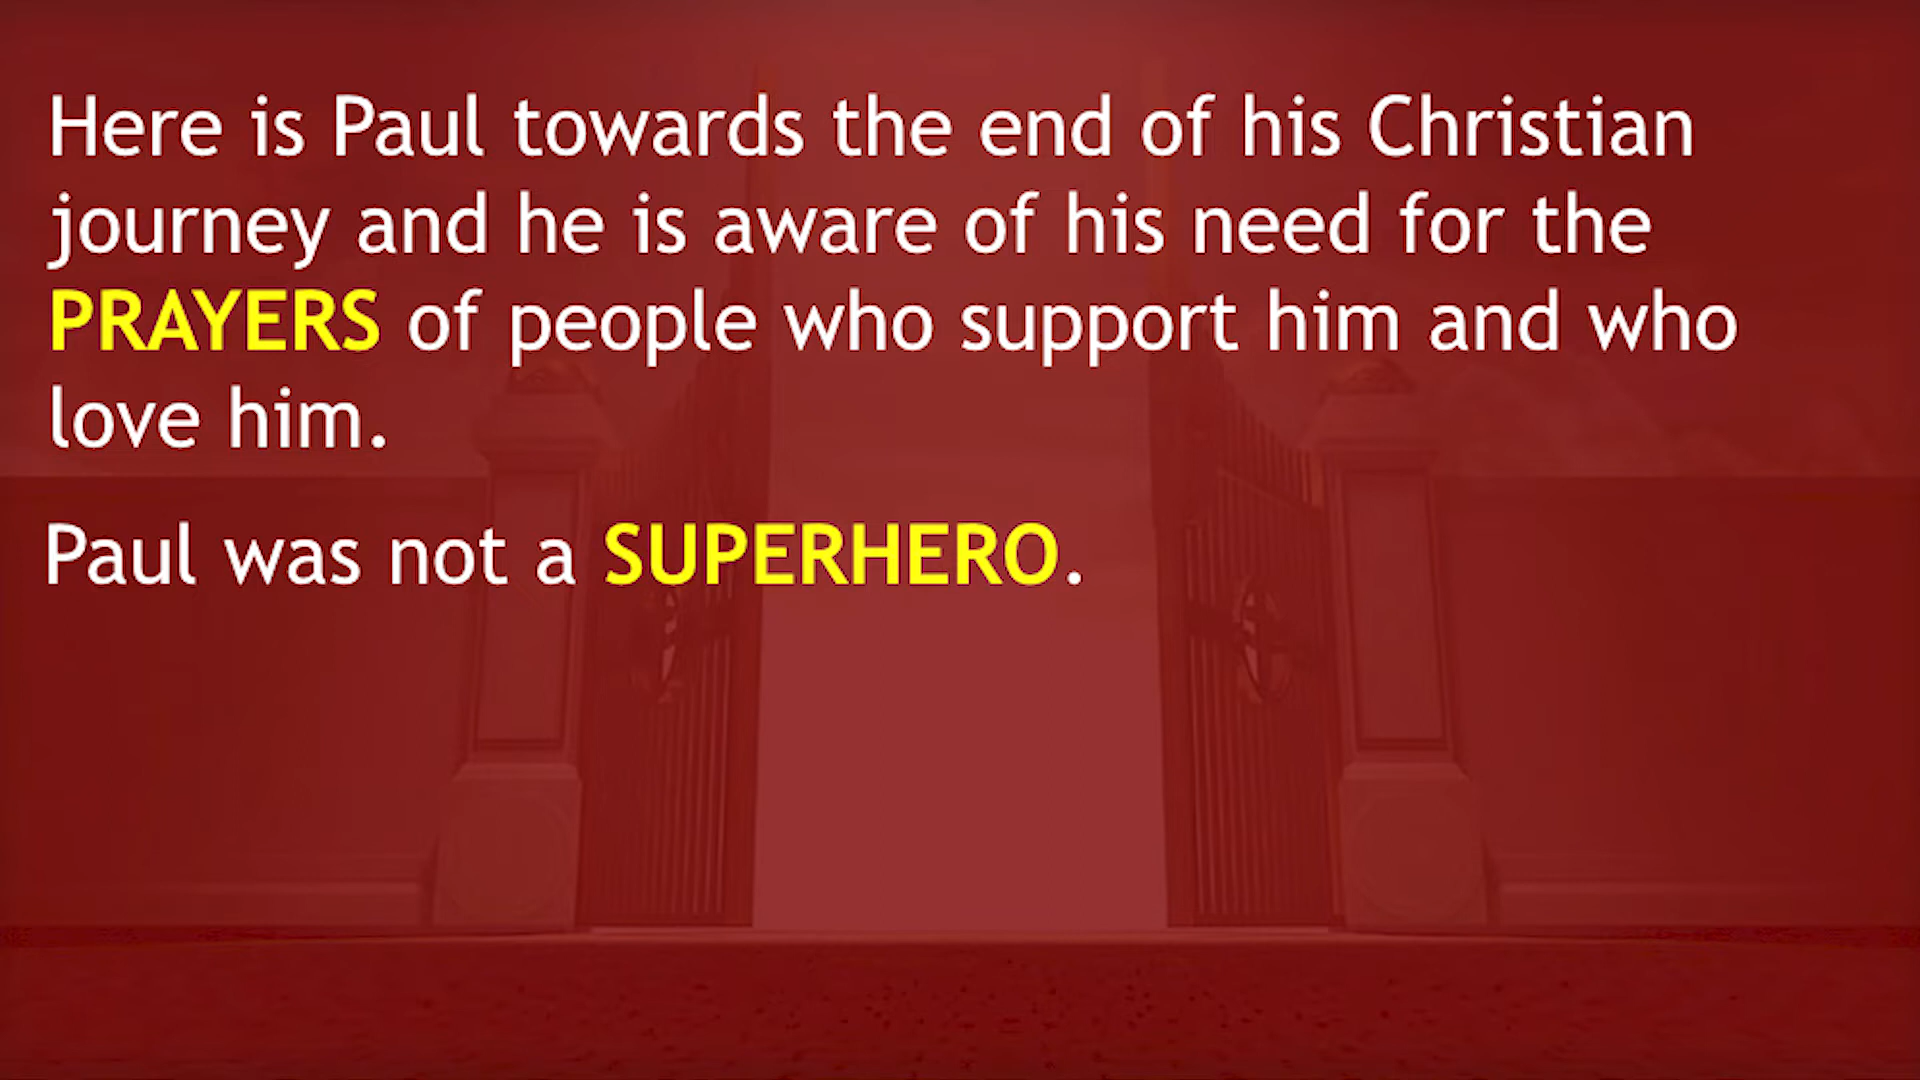 Here is Paul towards the end of his Christian
journey and he is aware of his need for the
PRAYERS of people who support him and who
love him.
Paul was not a SUPERHERO.